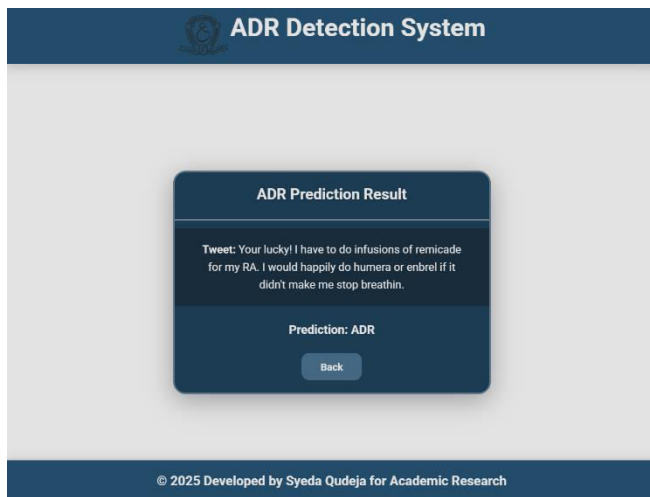 ADR Detection System
ADR Prediction Result
Tweet: Your lucky! I have to do infusions of remicade
for my RA. I would happily do humera or enbrel if it
didn't make me stop breathin.
Prediction: ADR
Back
© 2025 Developed by Syeda Qudeja for Academic Research